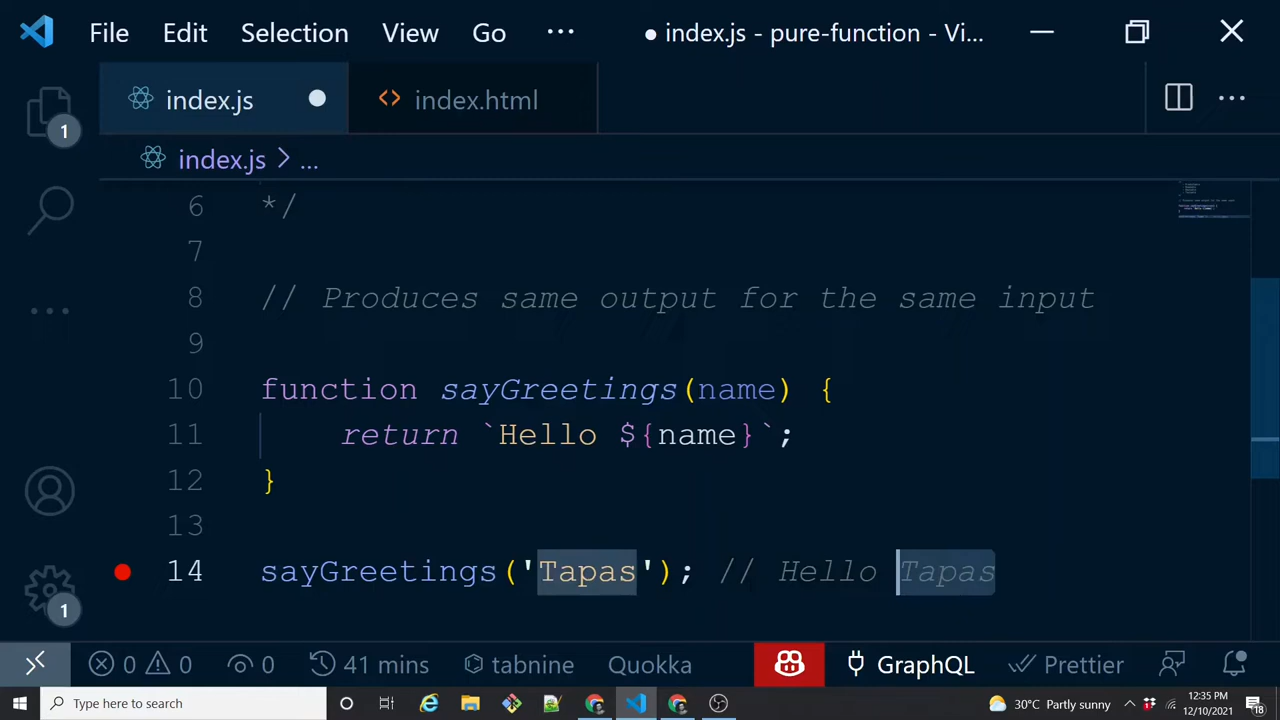 File Edit Selection View Go ··· ● index.js - pure-function - Vi...
index.js ● <> index.html ···
1
index.js > ...
6 */
7
8 // Produces same output for the same input
9
10 function sayGreetings(name) {
11 return `Hello ${name}`;
12 }
13
14 sayGreetings('Tapas'); // Hello Tapas
1
0 0 0 41 mins tabnine Quokka GraphQL Prettier
Type here to search 30°C Partly sunny 12:35 PM
12/10/2021 18